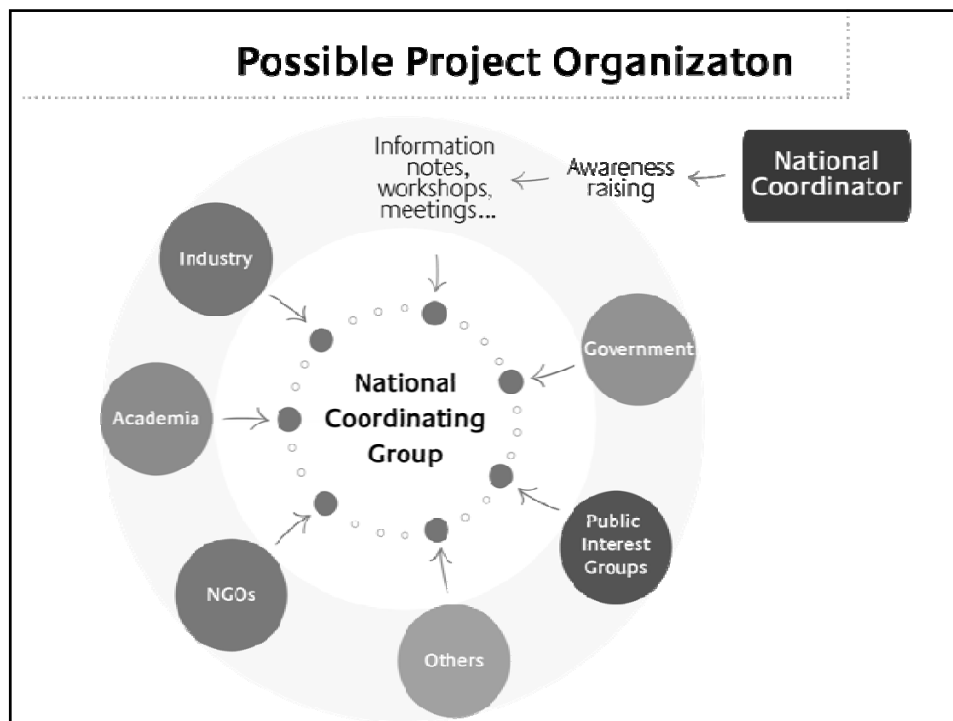 Possible Project Organizaton
Information
notes,
workshops,
meetings...
Awareness
raising
National
Coordinator
Industry
Government
Academia
National
Coordinating
Group
Public
Interest
Groups
NGOs
Others